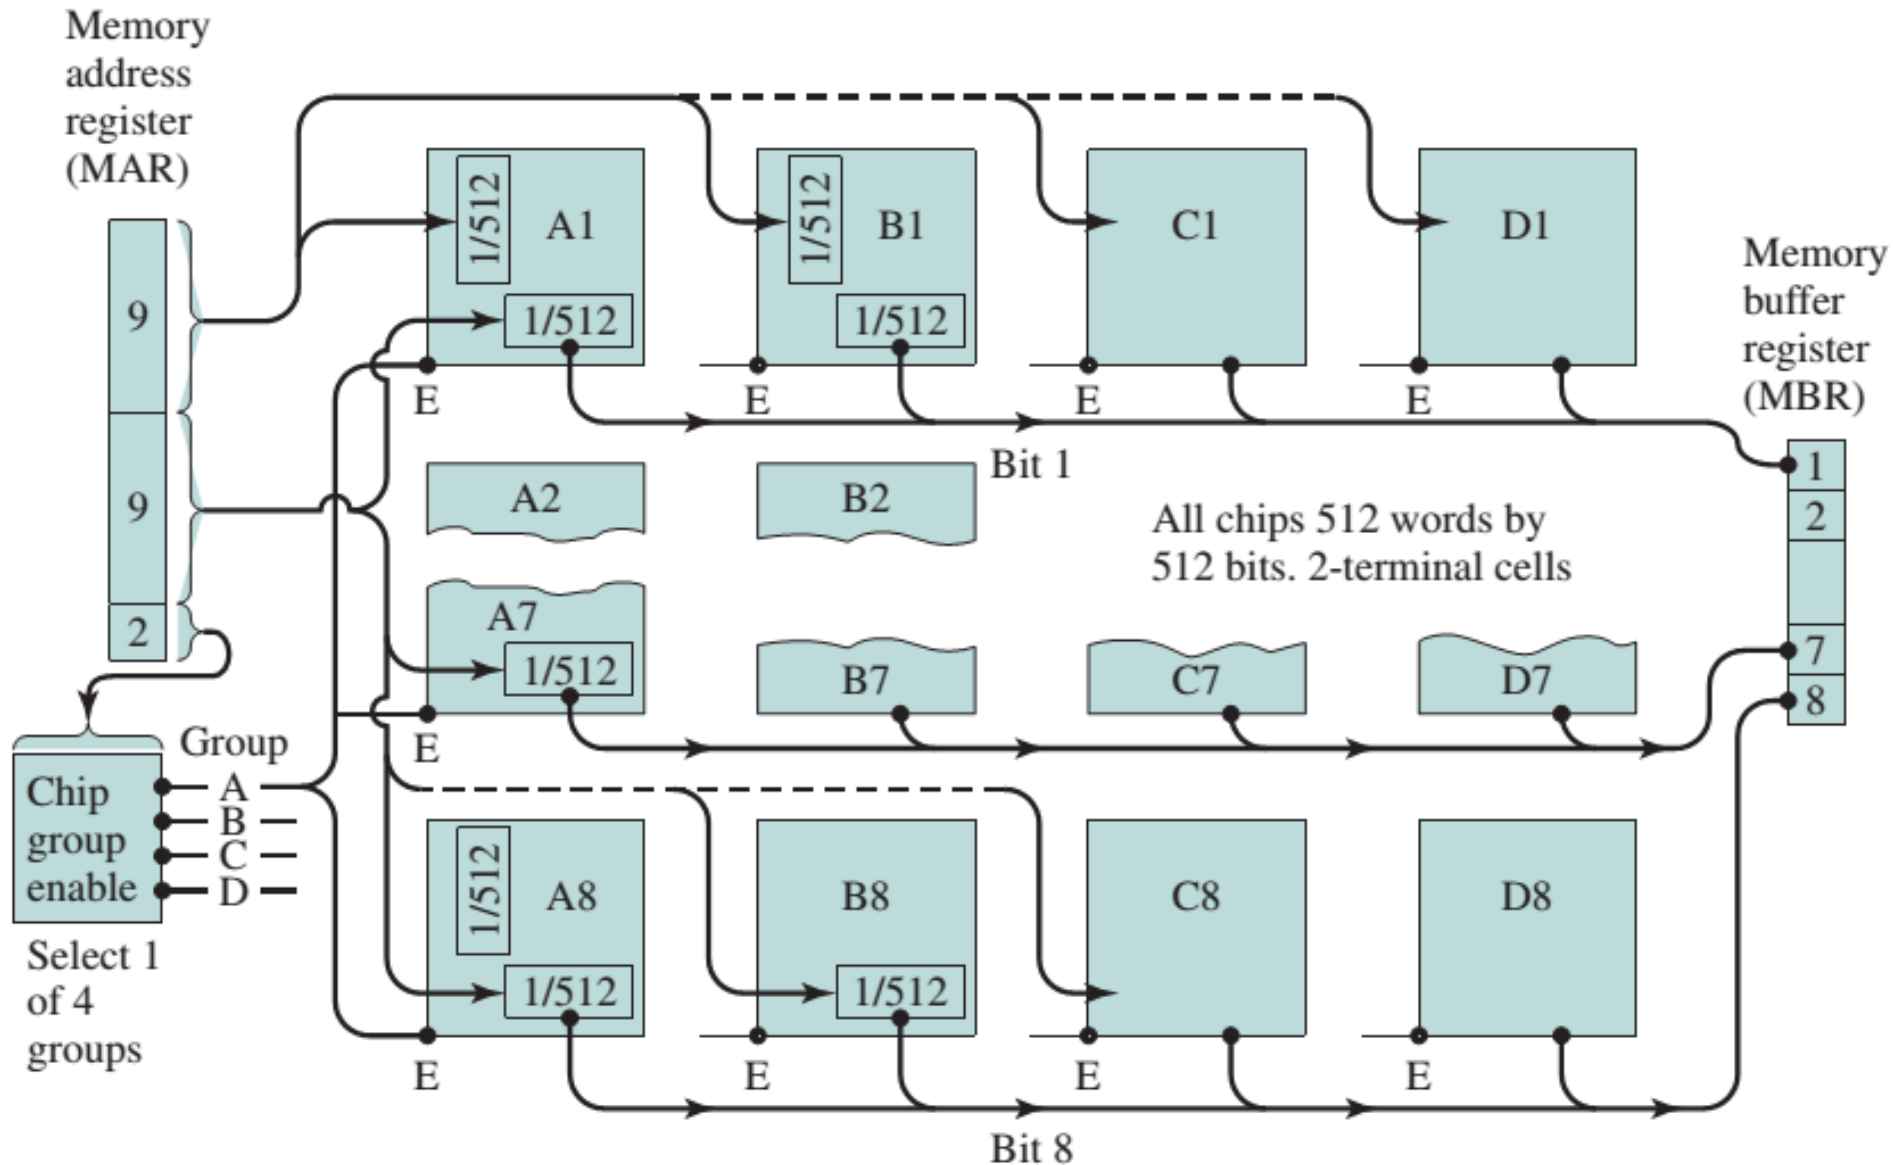 Memory
address
register
(MAR)
9
9
2
Chip
group
enable
Select 1
of 4
groups
Group
A
B
C
D
1/512
A1
1/512
E
1/512
B1
1/512
E
C1
E
D1
E
Bit 1
A2
B2
All chips 512 words by
512 bits. 2-terminal cells
A7
1/512
E
B7
C7
D7
1/512
A8
1/512
E
B8
1/512
E
C8
E
D8
E
Bit 8
Memory
buffer
register
(MBR)
1
2
7
8